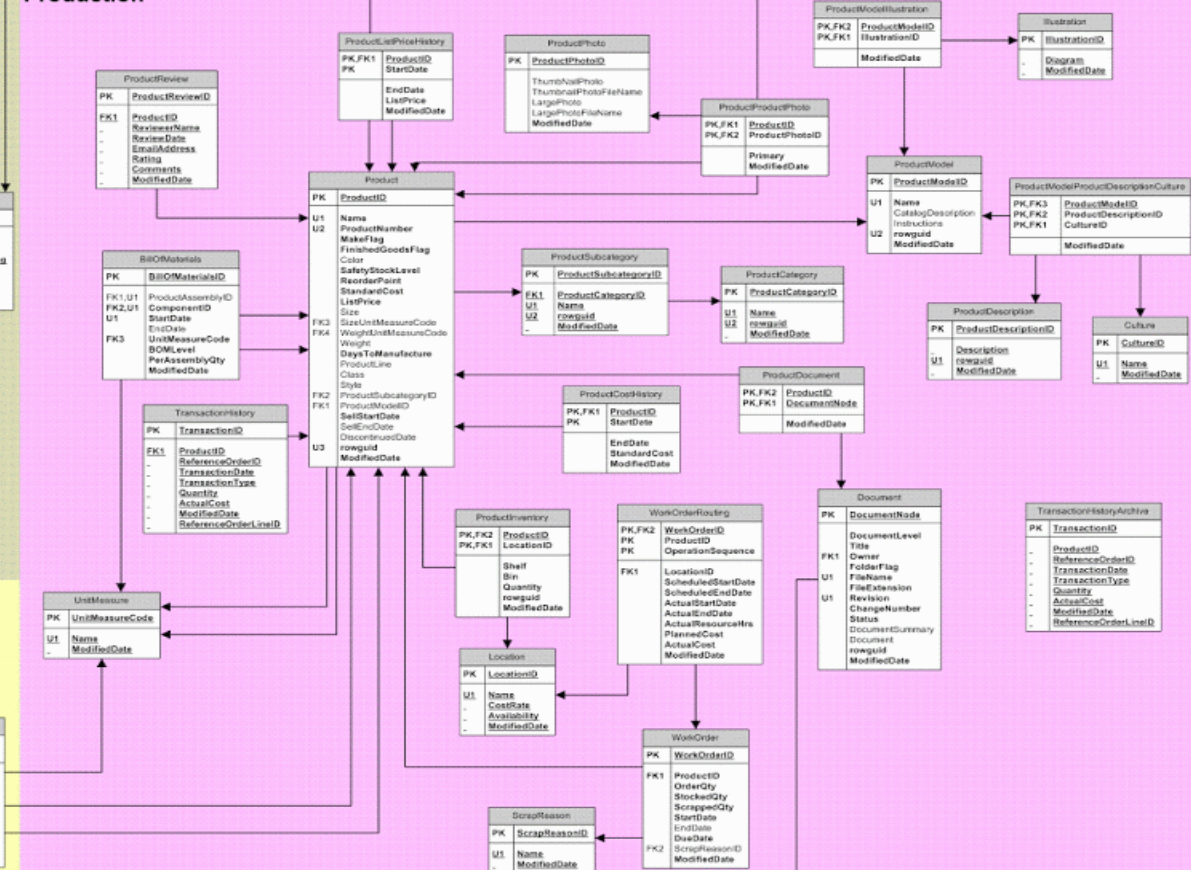 Production
ProductModelIllustration
PK,FK2 ProductModelID
PK,FK1 IllustrationID
ModifiedDate
Illustration
PK IllustrationID
Diagram
ModifiedDate
ProductListPriceHistory
PK,FK1 ProductID
PK StartDate
EndDate
ListPrice
ModifiedDate
ProductPhoto
PK ProductPhotoID
ThumbNailPhoto
ThumbnailPhotoFileName
LargePhoto
LargePhotoFileName
ModifiedDate
ProductReview
PK ProductReviewID
FK1 ProductID
ReviewerName
ReviewDate
EmailAddress
Rating
Comments
ModifiedDate
ProductProductPhoto
PK,FK1 ProductID
PK,FK2 ProductPhotoID
Primary
ModifiedDate
ProductModel
PK ProductModelID
U1 Name
CatalogDescription
Instructions
U2 rowguid
ModifiedDate
ProductModelProductDescriptionCulture
PK,FK3 ProductModelID
PK,FK2 ProductDescriptionID
PK,FK1 CultureID
ModifiedDate
Product
PK ProductID
U1 Name
U2 ProductNumber
MakeFlag
FinishedGoodsFlag
Color
SafetyStockLevel
ReorderPoint
StandardCost
ListPrice
Size
FK3 SizeUnitMeasureCode
FK4 WeightUnitMeasureCode
Weight
DaysToManufacture
ProductLine
Class
Style
FK2 ProductSubcategoryID
FK1 ProductModelID
SellStartDate
SellEndDate
DiscontinuedDate
U3 rowguid
ModifiedDate
BillOfMaterials
PK BillOfMaterialsID
FK1,U1 ProductAssemblyID
FK2,U1 ComponentID
U1 StartDate
EndDate
FK3 UnitMeasureCode
BOMLevel
PerAssemblyQty
ModifiedDate
ProductSubcategory
PK ProductSubcategoryID
FK1 ProductCategoryID
U1 Name
U2 rowguid
ModifiedDate
ProductCategory
PK ProductCategoryID
U1 Name
U2 rowguid
ModifiedDate
ProductDescription
PK ProductDescriptionID
Description
U1 rowguid
ModifiedDate
Culture
PK CultureID
U1 Name
ModifiedDate
ProductDocument
PK,FK2 ProductID
PK,FK1 DocumentNode
ModifiedDate
ProductCostHistory
PK,FK1 ProductID
PK StartDate
EndDate
StandardCost
ModifiedDate
TransactionHistory
PK TransactionID
FK1 ProductID
ReferenceOrderID
TransactionDate
TransactionType
Quantity
ActualCost
ModifiedDate
ReferenceOrderLineID
Document
PK DocumentNode
DocumentLevel
Title
FK1 Owner
FolderFlag
U1 FileName
FileExtension
U1 Revision
ChangeNumber
Status
DocumentSummary
Document
rowguid
ModifiedDate
TransactionHistoryArchive
PK TransactionID
ProductID
ReferenceOrderID
TransactionDate
TransactionType
Quantity
ActualCost
ModifiedDate
ReferenceOrderLineID
ProductInventory
PK,FK2 ProductID
PK,FK1 LocationID
Shelf
Bin
Quantity
rowguid
ModifiedDate
WorkOrderRouting
PK,FK2 WorkOrderID
PK ProductID
PK OperationSequence
FK1 LocationID
ScheduledStartDate
ScheduledEndDate
ActualStartDate
ActualEndDate
ActualResourceHrs
PlannedCost
ActualCost
ModifiedDate
UnitMeasure
PK UnitMeasureCode
U1 Name
ModifiedDate
Location
PK LocationID
U1 Name
CostRate
Availability
ModifiedDate
WorkOrder
PK WorkOrderID
FK1 ProductID
OrderQty
StockedQty
ScrappedQty
StartDate
EndDate
DueDate
FK2 ScrapReasonID
ModifiedDate
ScrapReason
PK ScrapReasonID
U1 Name
ModifiedDate